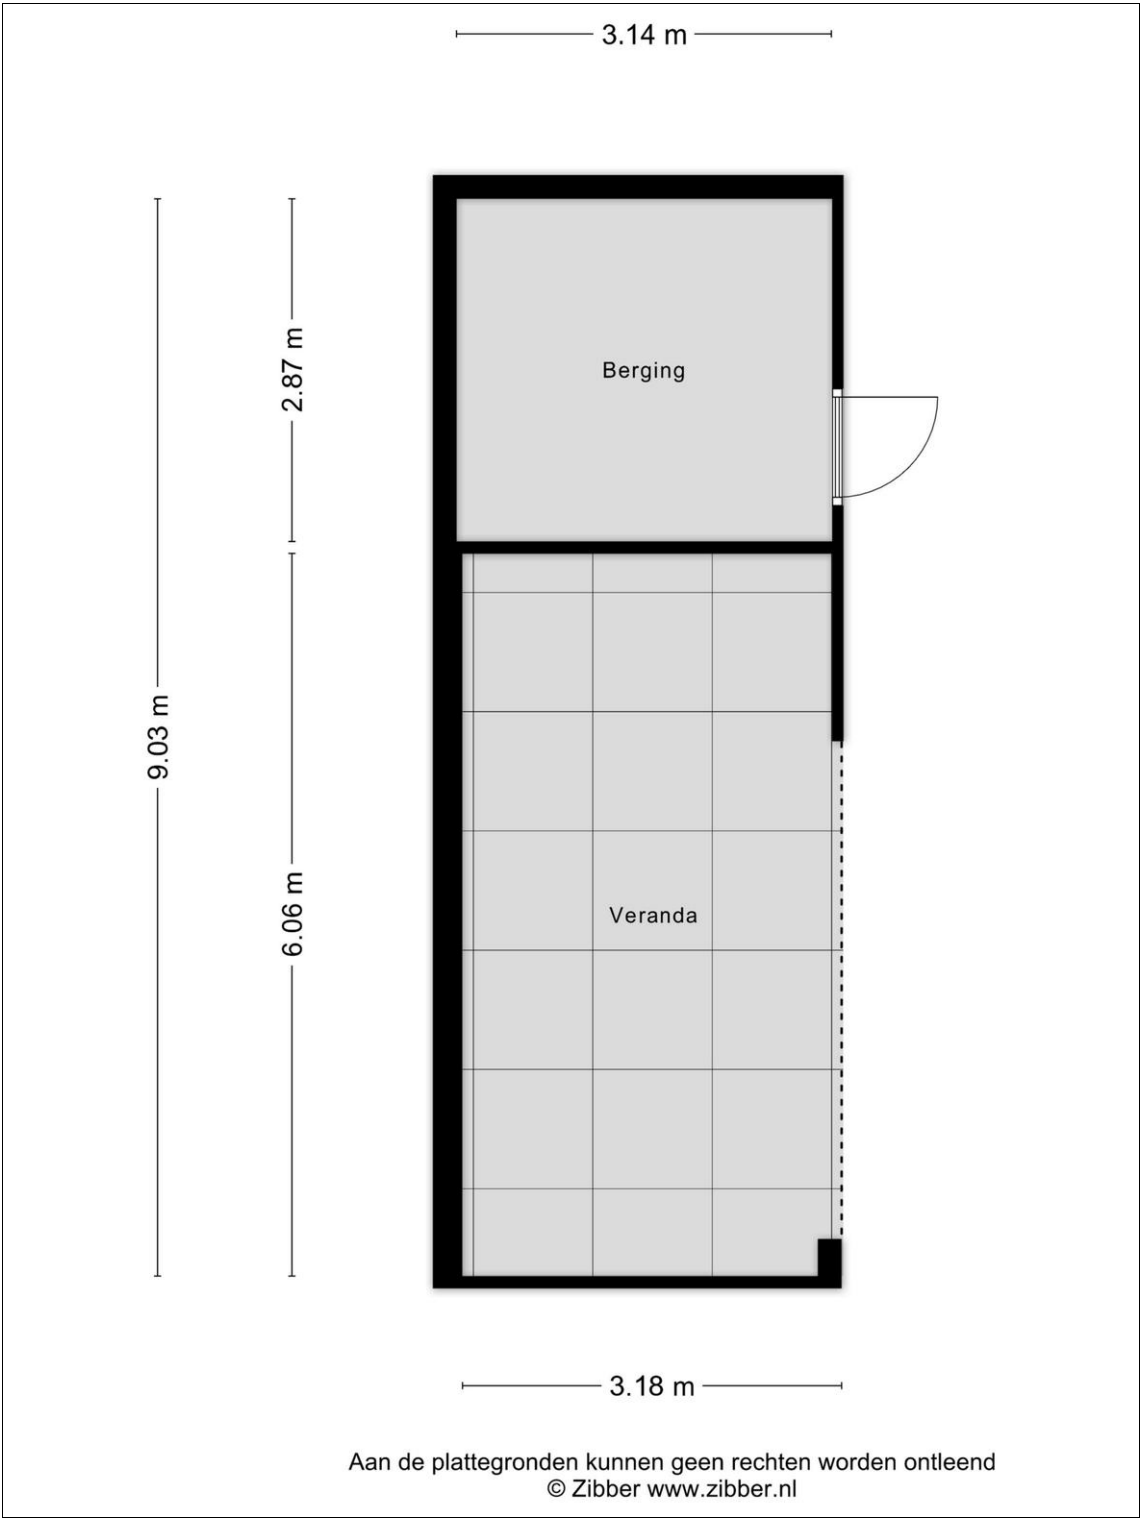 3.14 m
2.87 m
Berging
9.03 m
6.06 m
Veranda
3.18 m
Aan de plattegronden kunnen geen rechten worden ontleend
© Zibber www.zibber.nl